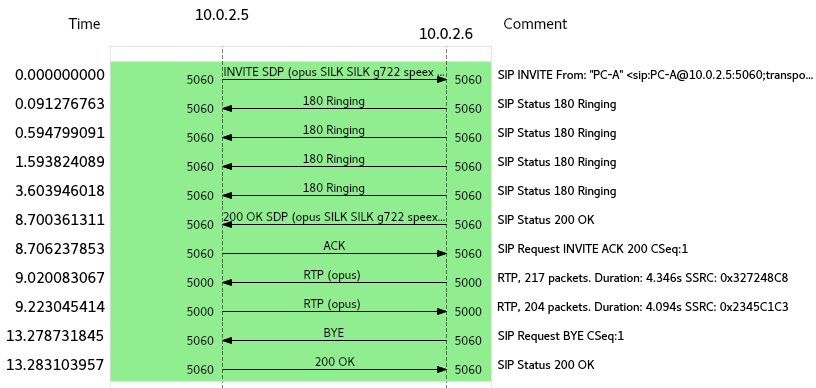 Time 10.0.2.5 10.0.2.6 Comment
0.000000000 5060 INVITE SDP (opus SILK SILK g722 speex ... 5060 SIP INVITE From: "PC-A" <sip:PC-A@10.0.2.5:5060;transpo...
0.091276763 5060 180 Ringing 5060 SIP Status 180 Ringing
0.594799091 5060 180 Ringing 5060 SIP Status 180 Ringing
1.593824089 5060 180 Ringing 5060 SIP Status 180 Ringing
3.603946018 5060 180 Ringing 5060 SIP Status 180 Ringing
8.700361311 5060 200 OK SDP (opus SILK SILK g722 speex... 5060 SIP Status 200 OK
8.706237853 5060 ACK 5060 SIP Request INVITE ACK 200 CSeq:1
9.020083067 5000 RTP (opus) 5000 RTP, 217 packets. Duration: 4.346s SSRC: 0x327248C8
9.223045414 5000 RTP (opus) 5000 RTP, 204 packets. Duration: 4.094s SSRC: 0x2345C1C3
13.278731845 5060 BYE 5060 SIP Request BYE CSeq:1
13.283103957 5060 200 OK 5060 SIP Status 200 OK